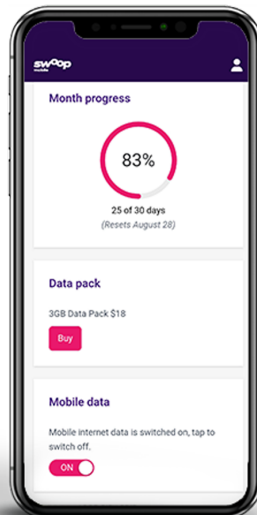 swoop
mobile
Month progress
83%
25 of 30 days
(Resets August 28)
Data pack
3GB Data Pack $18
Buy
Mobile data
Mobile internet data is switched on, tap to
switch off.
ON